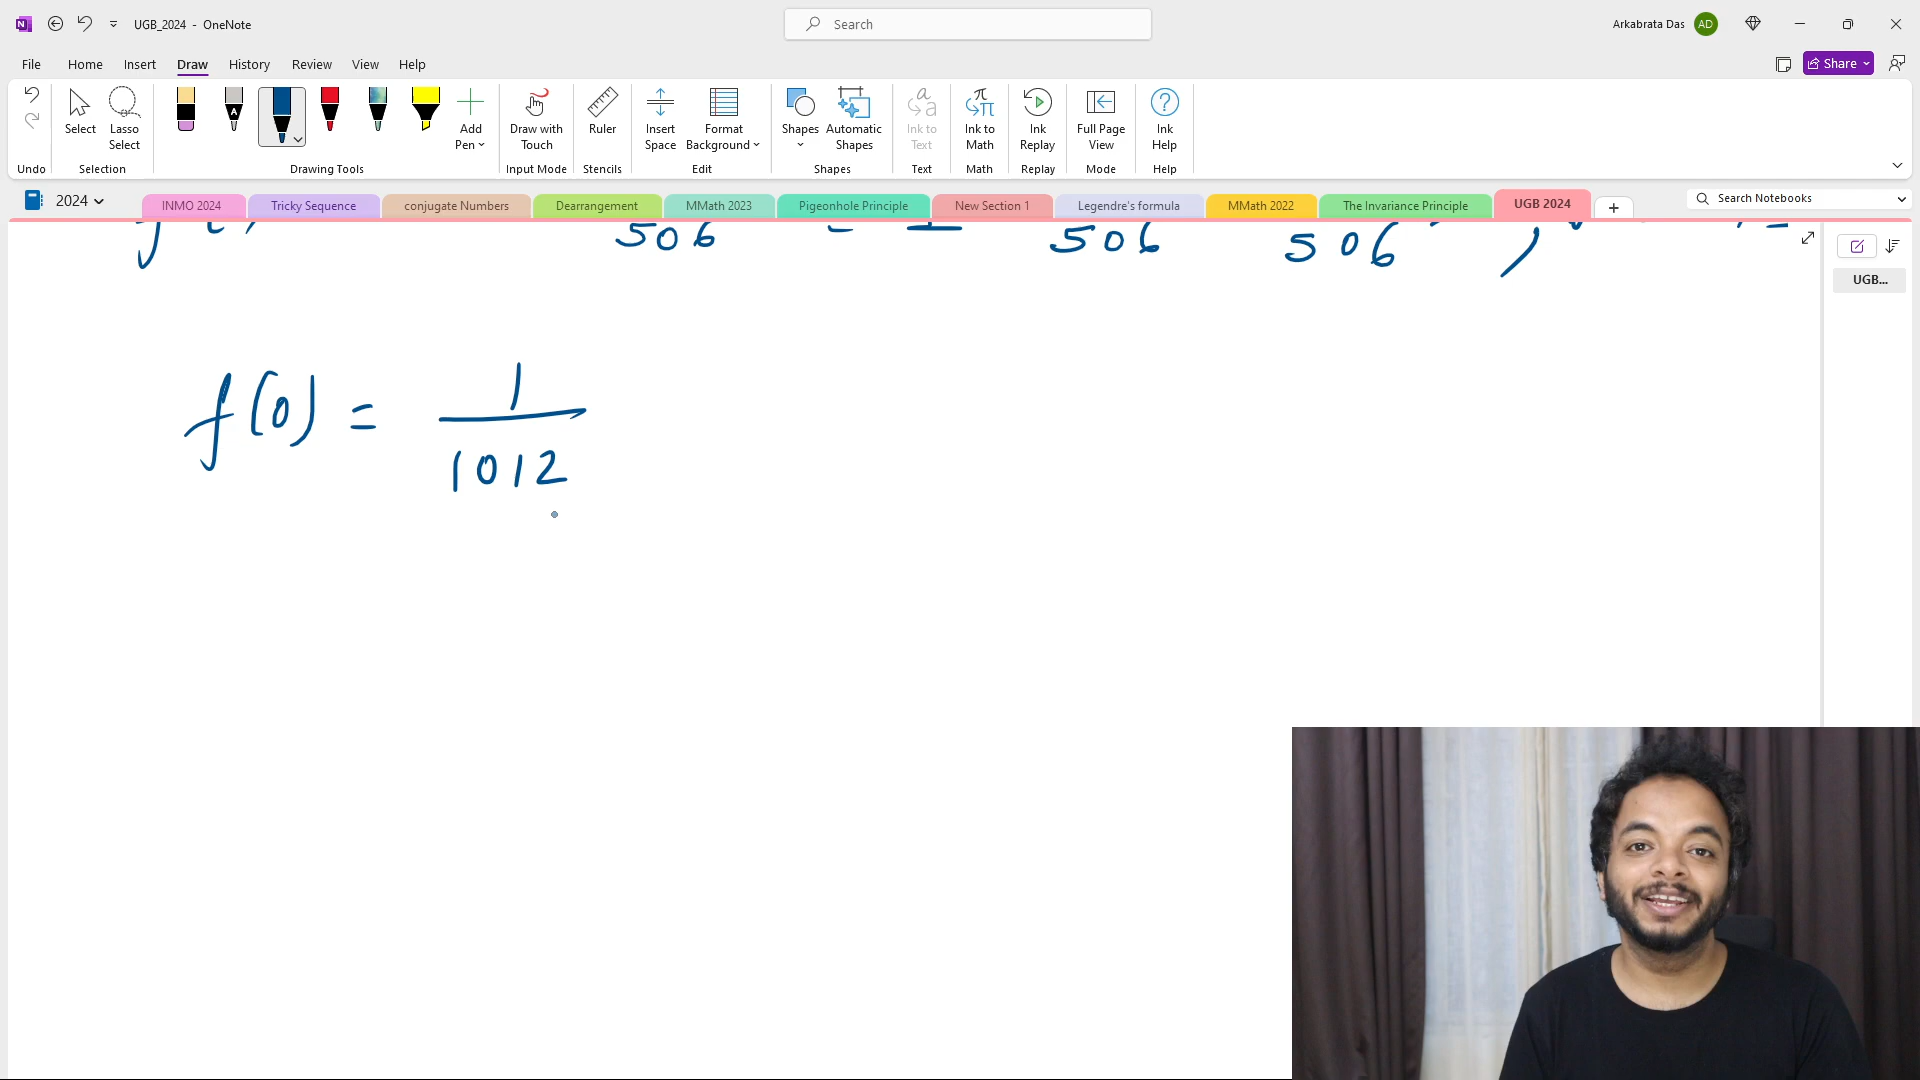 UGB_2024 - OneNote
Search
Arkabrata Das AD
File Home Insert Draw History Review View Help
Share
Undo
Select
Lasso Select
Selection
A
Add Pen
Drawing Tools
Draw with Touch
Input Mode
Ruler
Stencils
Insert Space
Format Background
Edit
Shapes
Automatic Shapes
Shapes
Ink to Text
Text
Ink to Math
Math
Ink Replay
Replay
Full Page View
Mode
Ink Help
Help
2024
INMO 2024 Tricky Sequence conjugate Numbers Dearrangement MMath 2023 Pigeonhole Principle New Section 1 Legendre's formula MMath 2022 The Invariance Principle UGB 2024 +
Search Notebooks
UGB...
506 506 506
f(0) = 1
1012